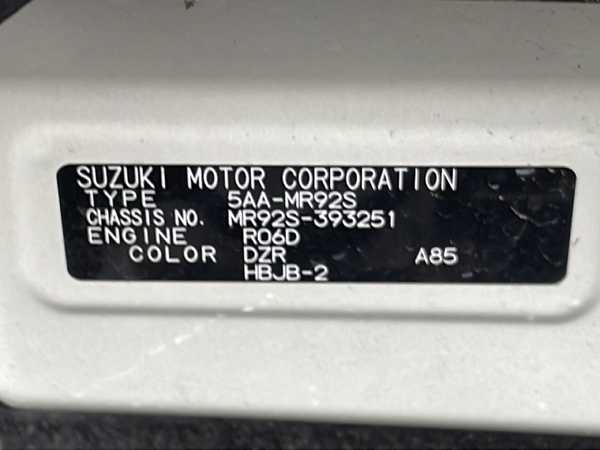 SUZUKI MOTOR CORPORATION
TYPE 5AA-MR92S
CHASSIS NO. MR92S-393251
ENGINE R06D
COLOR DZR A85
HBJB-2